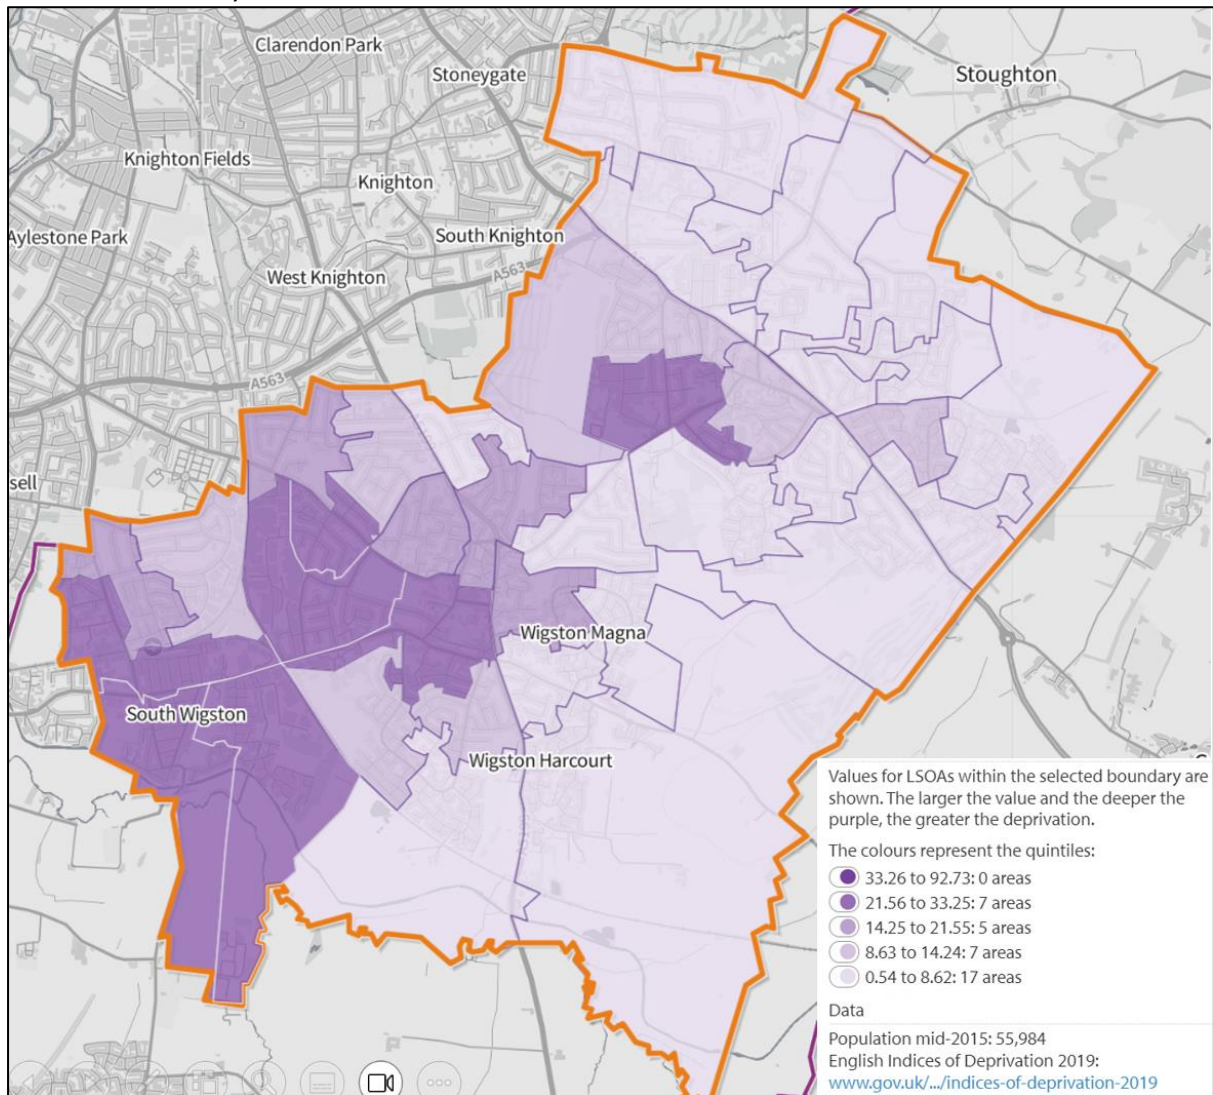 Clarendon Park
Stoneygate
Stoughton
Knighton Fields
Knighton
Aylestone Park
South Knighton
West Knighton
A563
A563
sell
Wigston Magna
South Wigston
Wigston Harcourt
Values for LSOAs within the selected boundary are
shown. The larger the value and the deeper the
purple, the greater the deprivation.
The colours represent the quintiles:
33.26 to 92.73: 0 areas
21.56 to 33.25: 7 areas
14.25 to 21.55: 5 areas
8.63 to 14.24: 7 areas
0.54 to 8.62: 17 areas
Data
Population mid-2015: 55,984
English Indices of Deprivation 2019:
www.gov.uk/.../indices-of-deprivation-2019